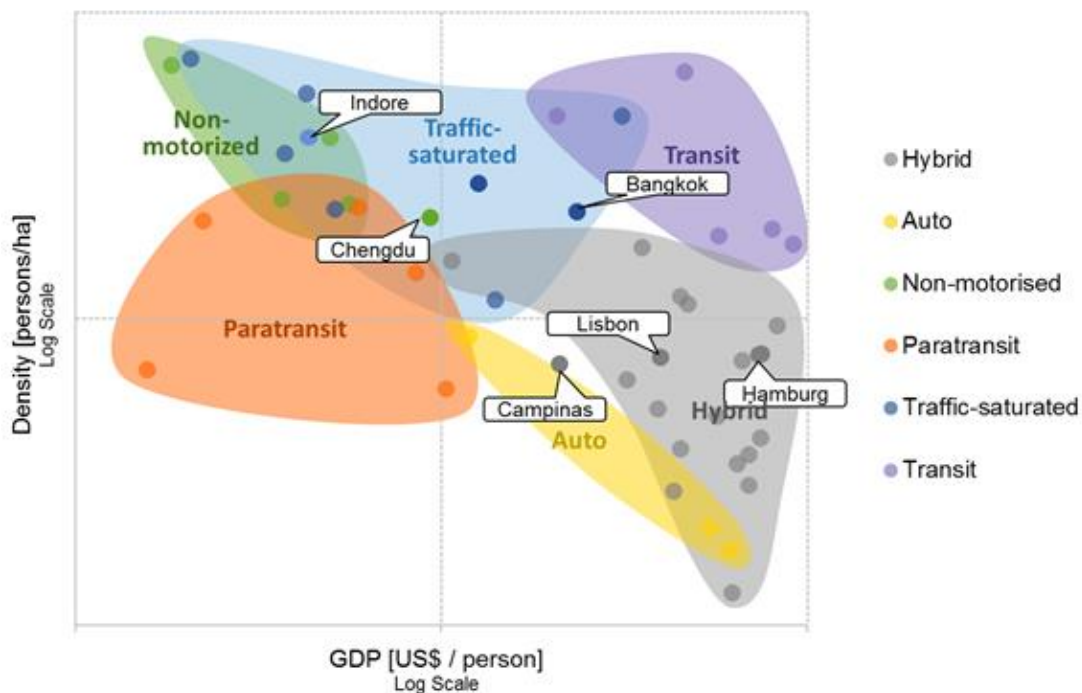 Indore
Non-
motorized
Traffic-
saturated
Transit
Bangkok
Chengdu
Paratransit
Lisbon
Campinas
Hamburg
Hybrid
Auto
Density [persons/ha]
Log Scale
GDP [US$ / person]
Log Scale
Hybrid
Auto
Non-motorised
Paratransit
Traffic-saturated
Transit